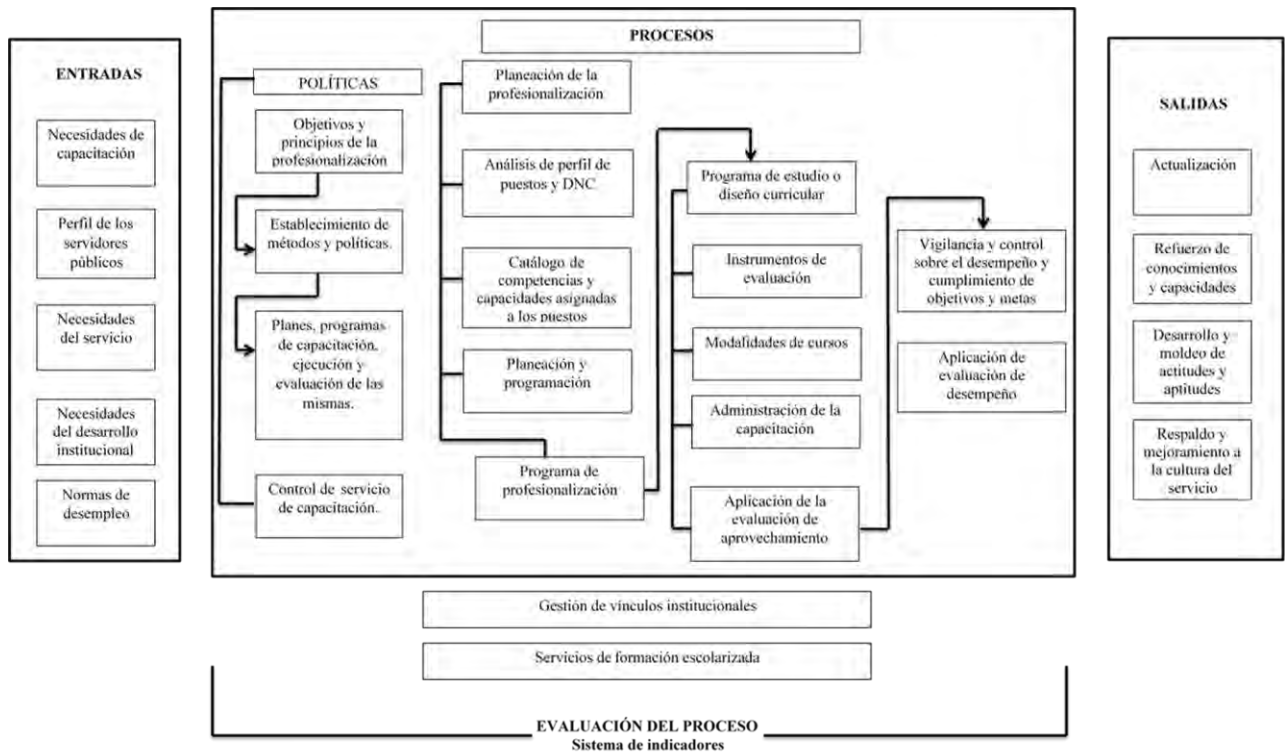 ENTRADAS
Necesidades de
capacitación
Perfil de los
servidores
públicos
Necesidades
del servicio
Necesidades
del desarrollo
institucional
Normas de
desempleo
PROCESOS
POLÍTICAS
Objetivos y
principios de la
profesionalización
Establecimiento de
métodos y políticas.
Planes, programas
de capacitación,
ejecución y
evaluación de las
mismas.
Control de servicio
de capacitación.
Planeación de la
profesionalización
Análisis de perfil de
puestos y DNC
Catálogo de
competencias y
capacidades asignadas
a los puestos
Planeación y
programación
Programa de
profesionalización
Programa de estudio o
diseño curricular
Instrumentos de
evaluación
Modalidades de cursos
Administración de la
capacitación
Aplicación de la
evaluación de
aprovechamiento
Vigilancia y control
sobre el desempeño y
cumplimiento de
objetivos y metas
Aplicación de
evaluación de
desempeño
SALIDAS
Actualización
Refuerzo de
conocimientos
y capacidades
Desarrollo y
moldeo de
actitudes y
aptitudes
Respaldo y
mejoramiento a
la cultura del
servicio
Gestión de vínculos institucionales
Servicios de formación escolarizada
EVALUACIÓN DEL PROCESO
Sistema de indicadores